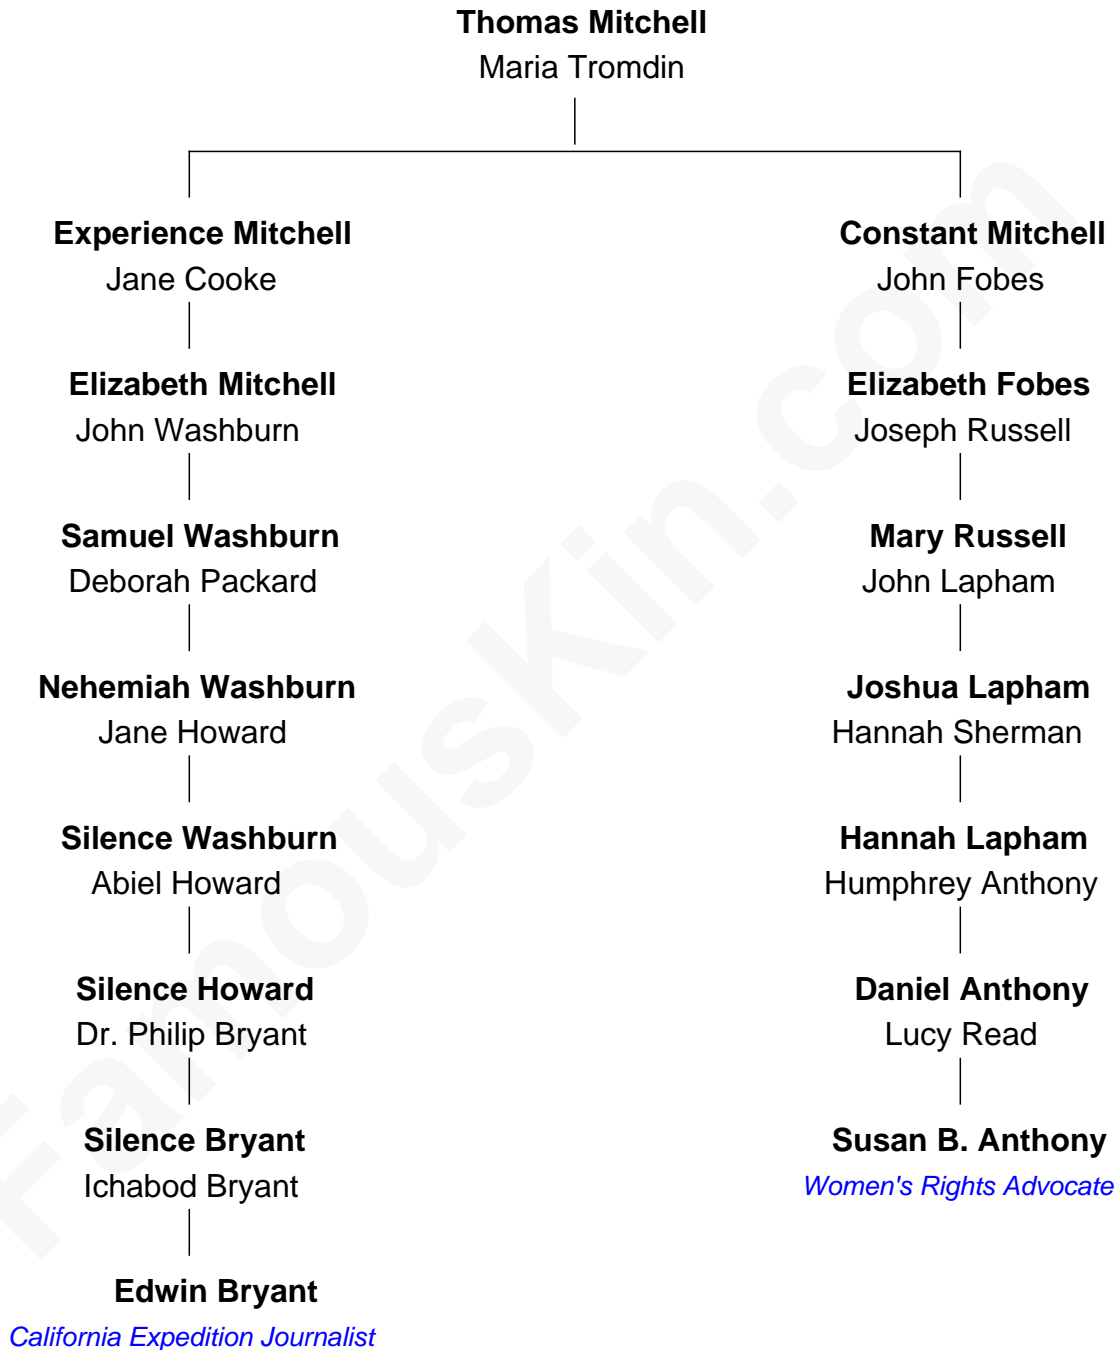 Thomas Mitchell
Maria Tromdin
Experience Mitchell
Jane Cooke
Constant Mitchell
John Fobes
Elizabeth Mitchell
John Washburn
Elizabeth Fobes
Joseph Russell
Samuel Washburn
Deborah Packard
Mary Russell
John Lapham
Nehemiah Washburn
Jane Howard
Joshua Lapham
Hannah Sherman
Silence Washburn
Abiel Howard
Hannah Lapham
Humphrey Anthony
Silence Howard
Dr. Philip Bryant
Daniel Anthony
Lucy Read
Silence Bryant
Ichabod Bryant
Susan B. Anthony
Women's Rights Advocate
Edwin Bryant
California Expedition Journalist
FamousKin.com